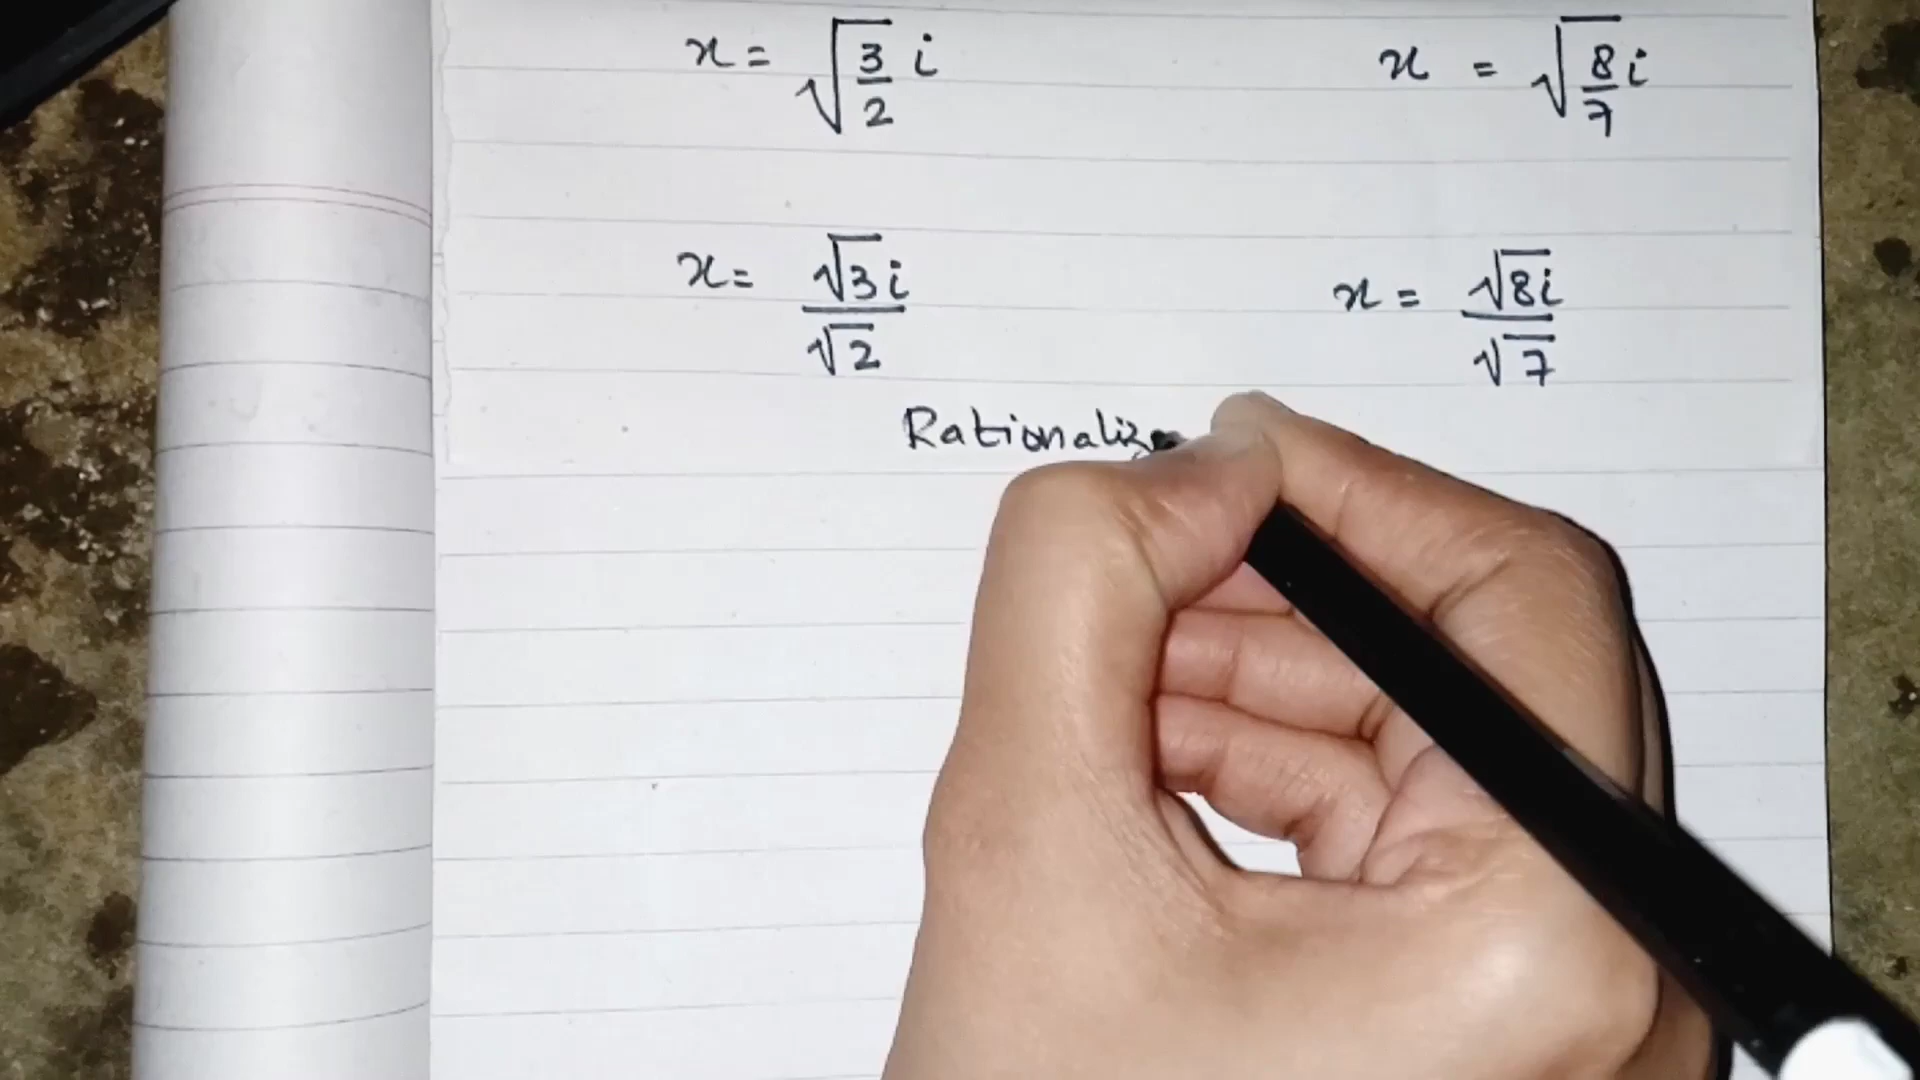 x = √(3/2) i
x = √(8/7) i
x = √3 i / √2
x = √8 i / √7
Rationaliz